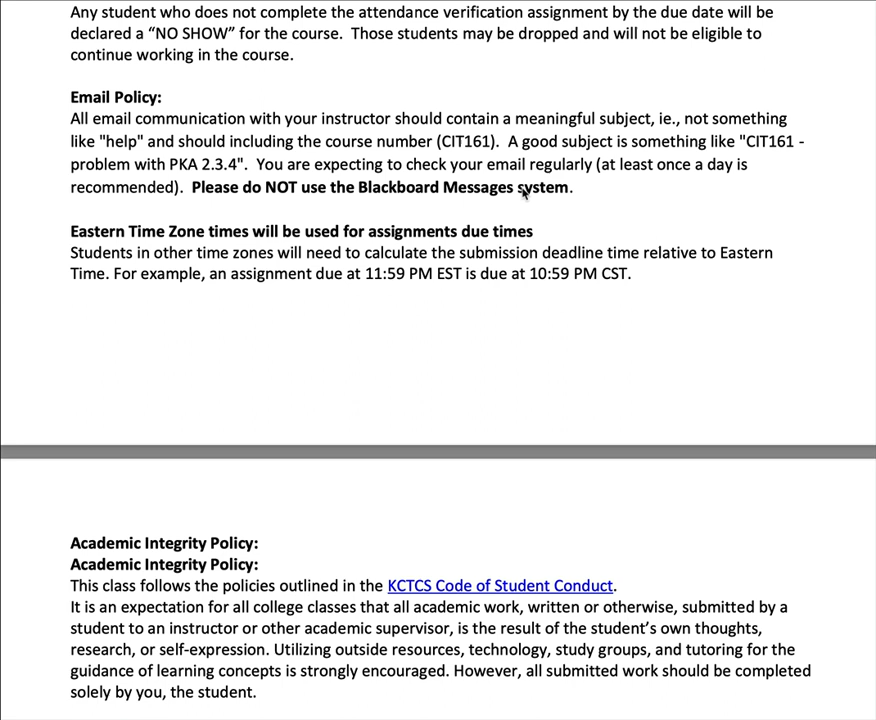 Any student who does not complete the attendance verification assignment by the due date will be
declared a “NO SHOW” for the course.  Those students may be dropped and will not be eligible to
continue working in the course.
Email Policy:
All email communication with your instructor should contain a meaningful subject, ie., not something
like "help" and should including the course number (CIT161).  A good subject is something like "CIT161 -
problem with PKA 2.3.4".  You are expecting to check your email regularly (at least once a day is
recommended).  Please do NOT use the Blackboard Messages system.
Eastern Time Zone times will be used for assignments due times
Students in other time zones will need to calculate the submission deadline time relative to Eastern
Time. For example, an assignment due at 11:59 PM EST is due at 10:59 PM CST.
Academic Integrity Policy:
Academic Integrity Policy:
This class follows the policies outlined in the KCTCS Code of Student Conduct.
It is an expectation for all college classes that all academic work, written or otherwise, submitted by a
student to an instructor or other academic supervisor, is the result of the student’s own thoughts,
research, or self-expression. Utilizing outside resources, technology, study groups, and tutoring for the
guidance of learning concepts is strongly encouraged. However, all submitted work should be completed
solely by you, the student.